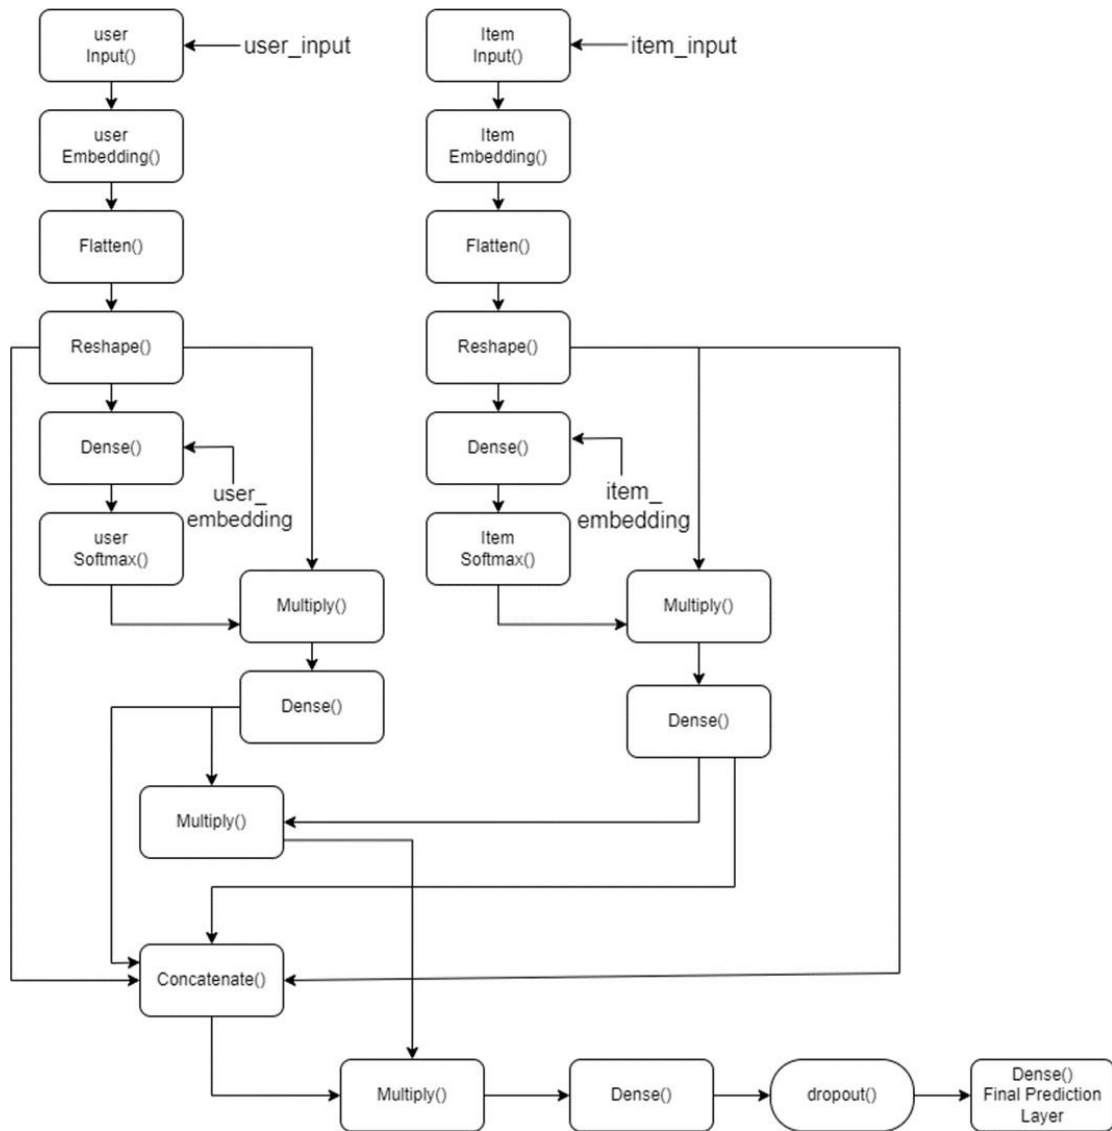 user
Input()
user_input
Item
Input()
item_input
user
Embedding()
Item
Embedding()
Flatten()
Flatten()
Reshape()
Reshape()
Dense()
Dense()
user_
embedding
item_
embedding
user
Softmax()
Item
Softmax()
Multiply()
Multiply()
Dense()
Dense()
Multiply()
Concatenate()
Multiply()
Dense()
dropout()
Dense()
Final Prediction
Layer